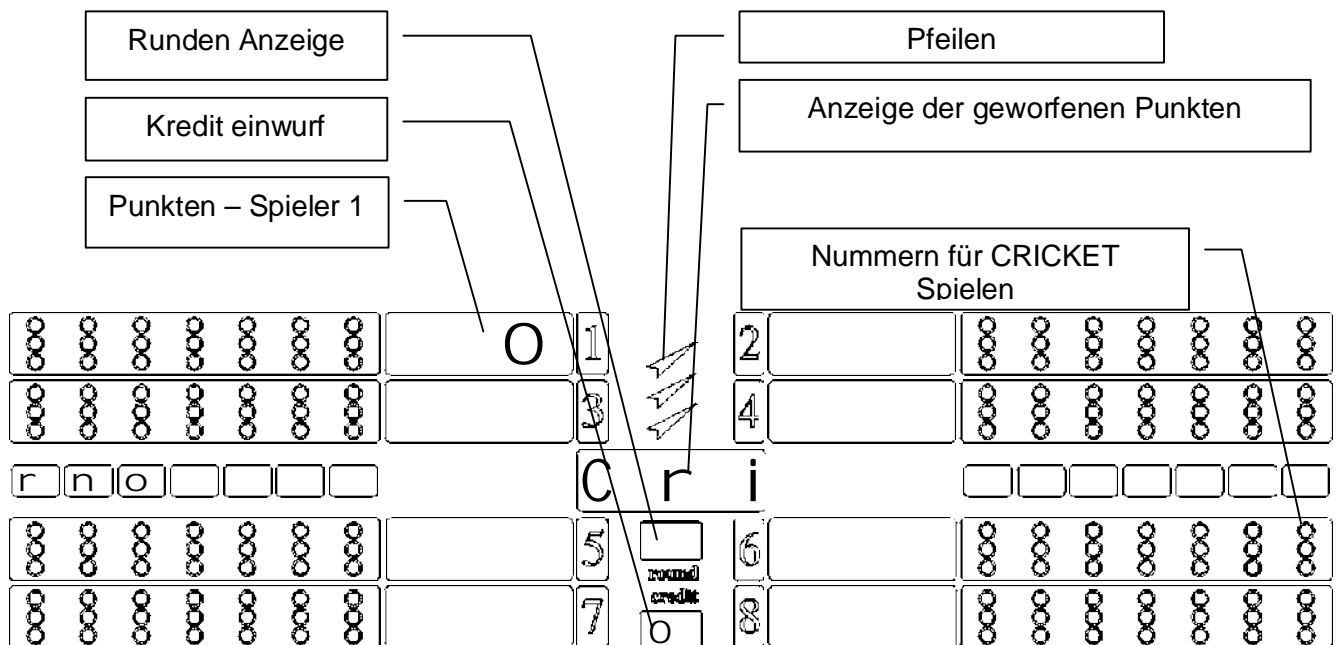 Runden Anzeige
Pfeilen
Kredit einwurf
Anzeige der geworfenen Punkten
Punkten – Spieler 1
Nummern für CRICKET
Spielen
O 1 2
3 4
r n o
C r i
5 6
round
credit
7 o 8